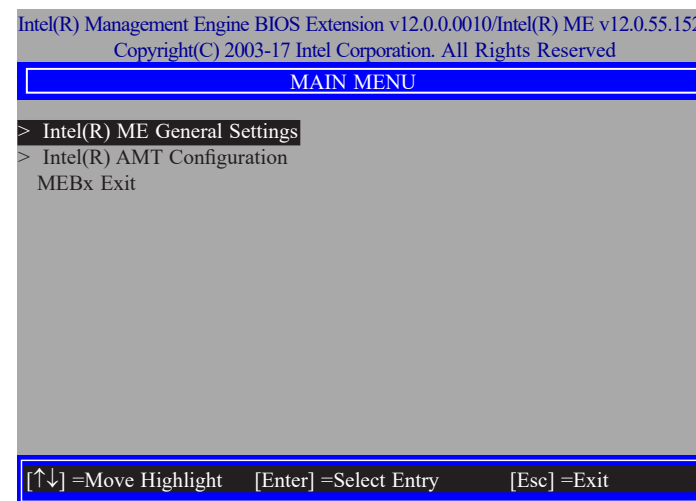 Intel(R) Management Engine BIOS Extension v12.0.0.0010/Intel(R) ME v12.0.55.152
Copyright(C) 2003-17 Intel Corporation. All Rights Reserved
MAIN MENU
> Intel(R) ME General Settings
> Intel(R) AMT Configuration
MEBx Exit
[↑↓] =Move Highlight [Enter] =Select Entry [Esc] =Exit